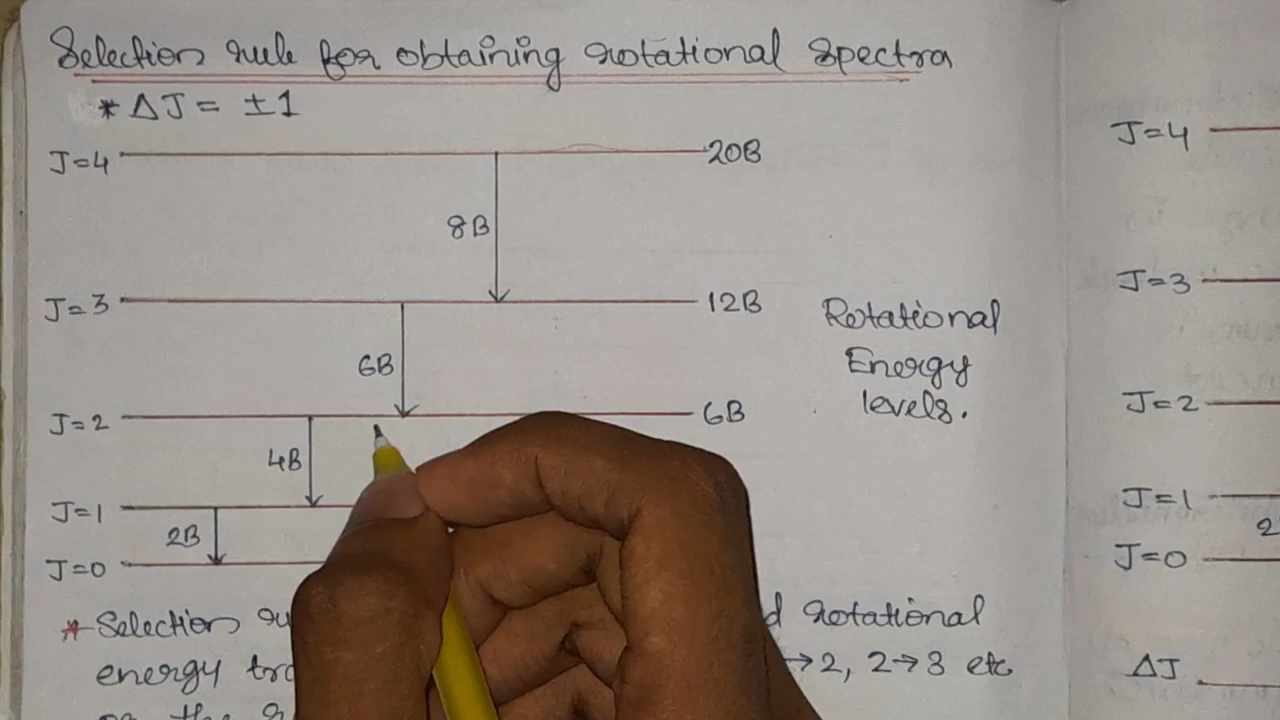 Selection rule for obtaining rotational spectra
* ΔJ = ±1
J=4 20B
8B
J=3 12B
6B
Rotational
Energy
levels.
J=2 6B
4B
J=1
2B
J=0
* Selection
d rotational
energy
→2, 2→3 etc
J=4
J=3
J=2
J=1
2
J=0
ΔJ